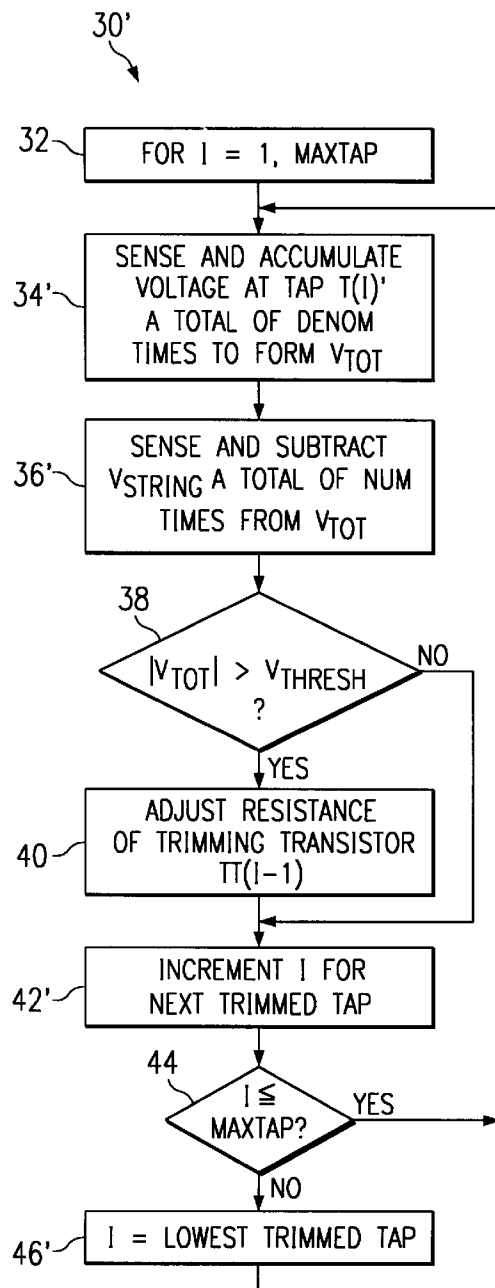 30'
32
FOR I = 1, MAXTAP
34'
SENSE AND ACCUMULATE
VOLTAGE AT TAP T(I)'
A TOTAL OF DENOM
TIMES TO FORM VTOT
36'
SENSE AND SUBTRACT
VSTRING A TOTAL OF NUM
TIMES FROM VTOT
38
|VTOT| > VTHRESH
?
NO
YES
40
ADJUST RESISTANCE
OF TRIMMING TRANSISTOR
TT(I-1)
42'
INCREMENT I FOR
NEXT TRIMMED TAP
44
I ≦
MAXTAP?
YES
NO
46'
I = LOWEST TRIMMED TAP